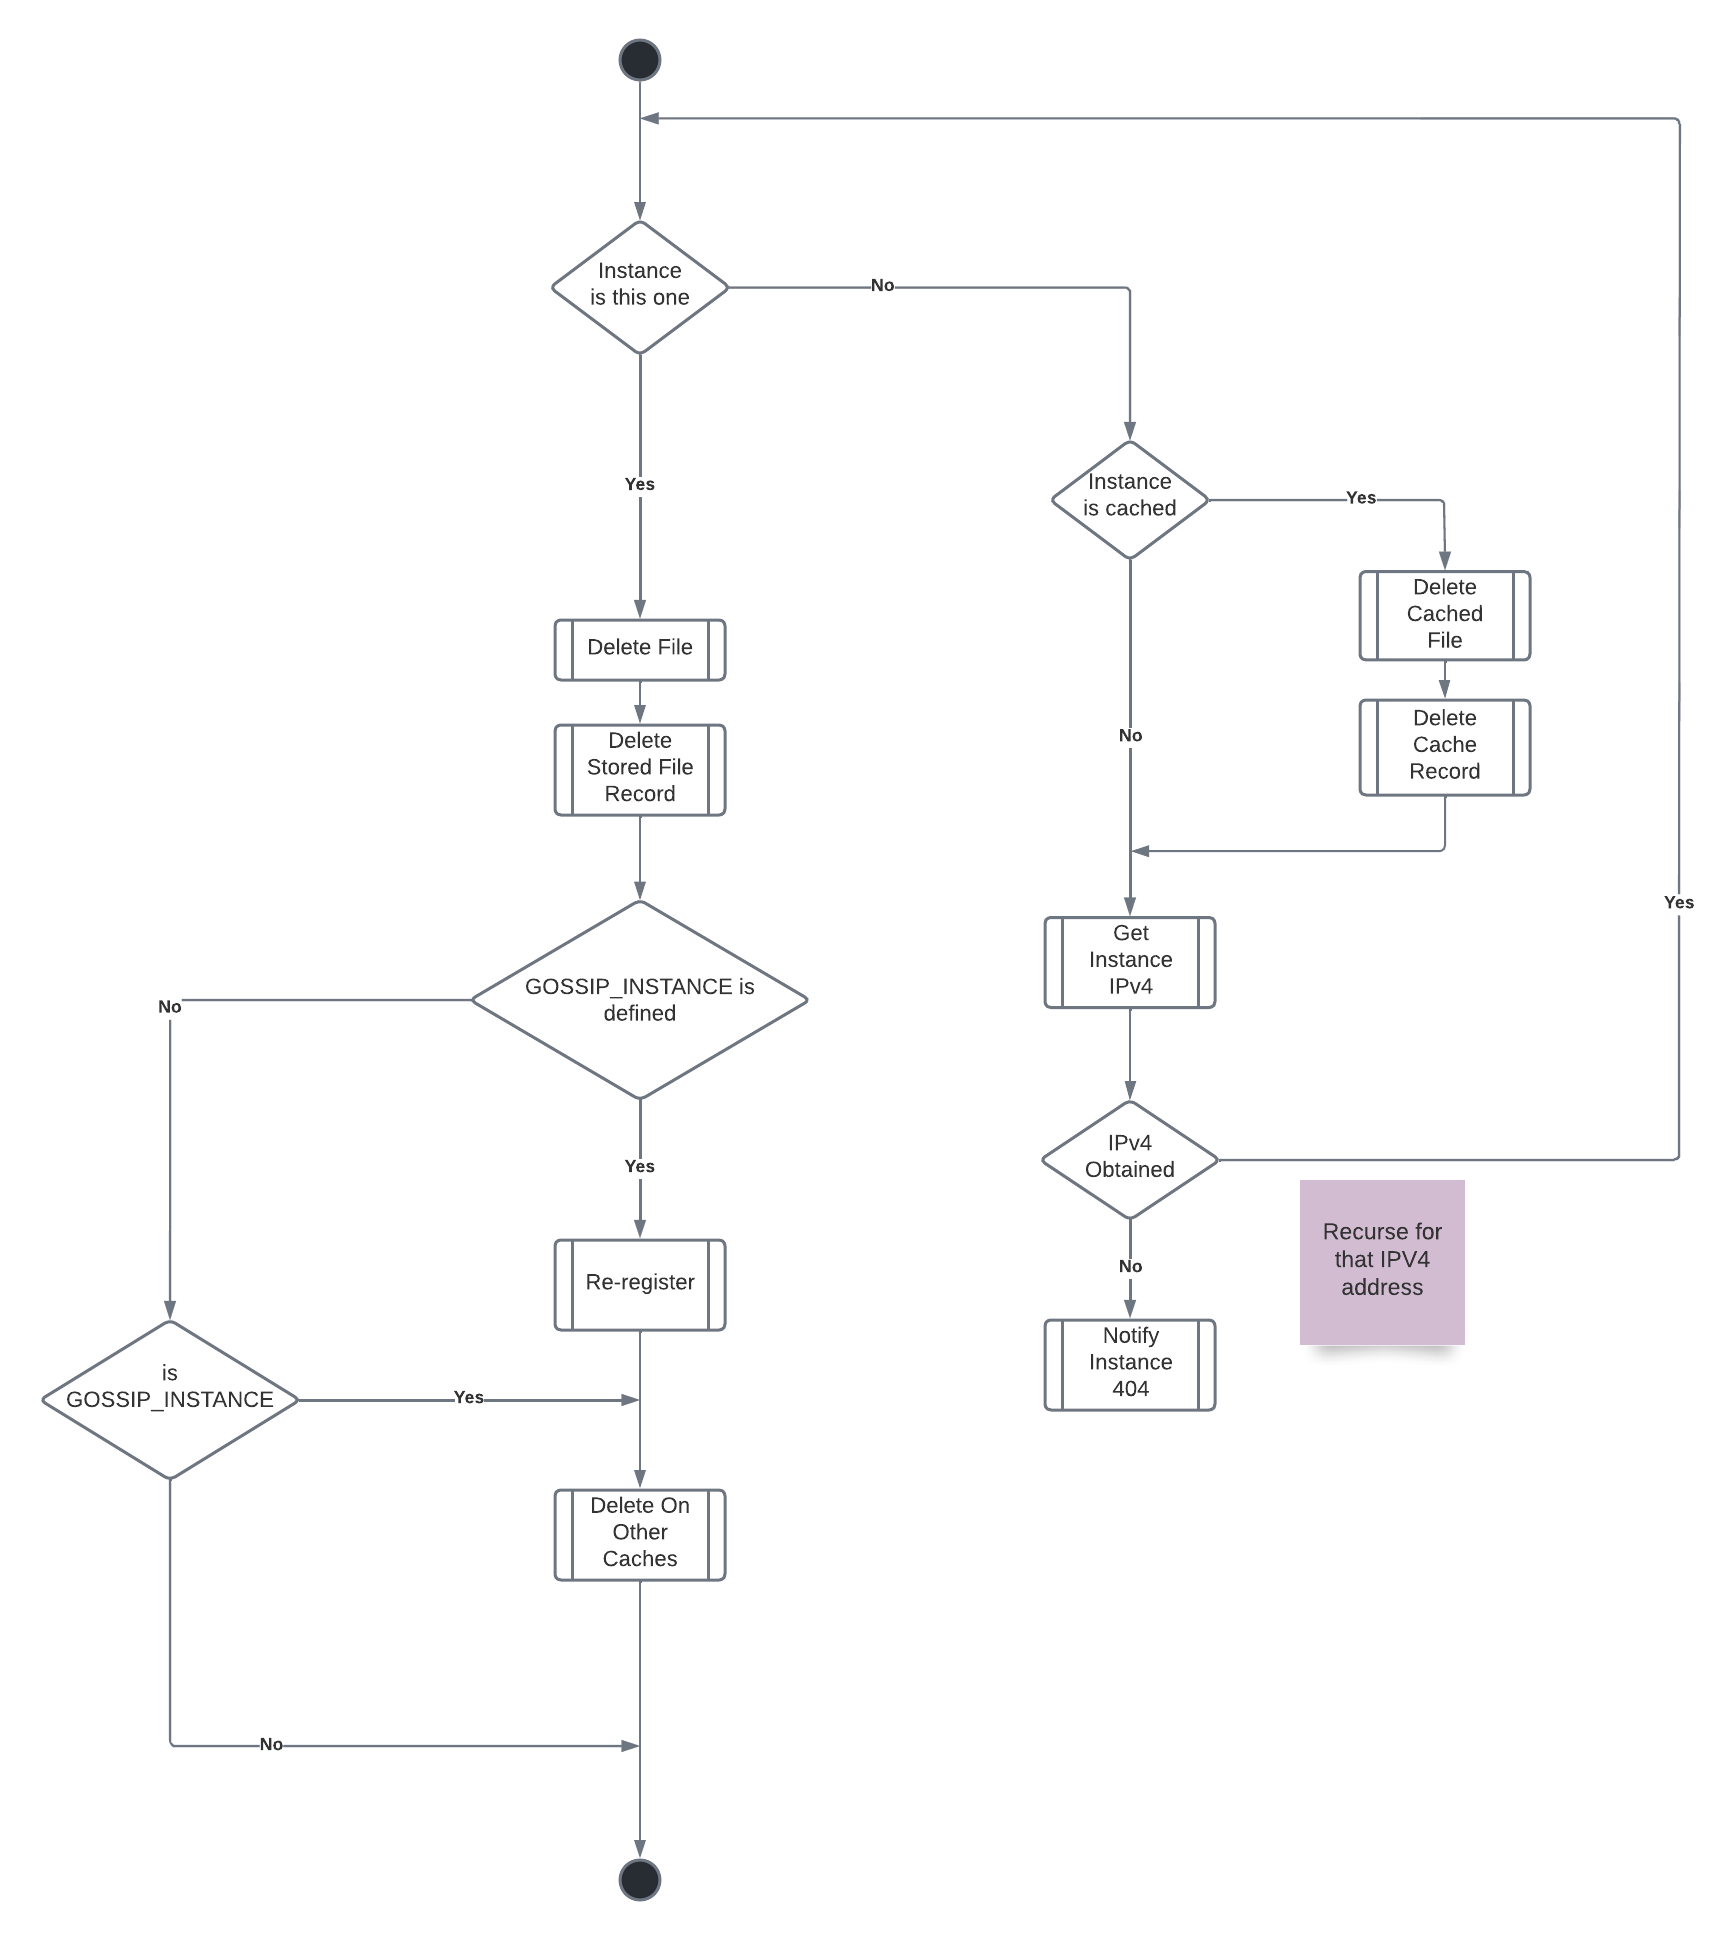 Instance
is this one
No
Yes
Instance
is cached
Yes
Delete
Cached
File
Delete File
Delete
Cache
Record
No
Delete
Stored File
Record
Yes
Get
Instance
IPv4
GOSSIP_INSTANCE is
defined
No
IPv4
Obtained
Yes
Recurse for
that IPV4
address
No
Re-register
Notify
Instance
404
is
GOSSIP_INSTANCE
Yes
Delete On
Other
Caches
No